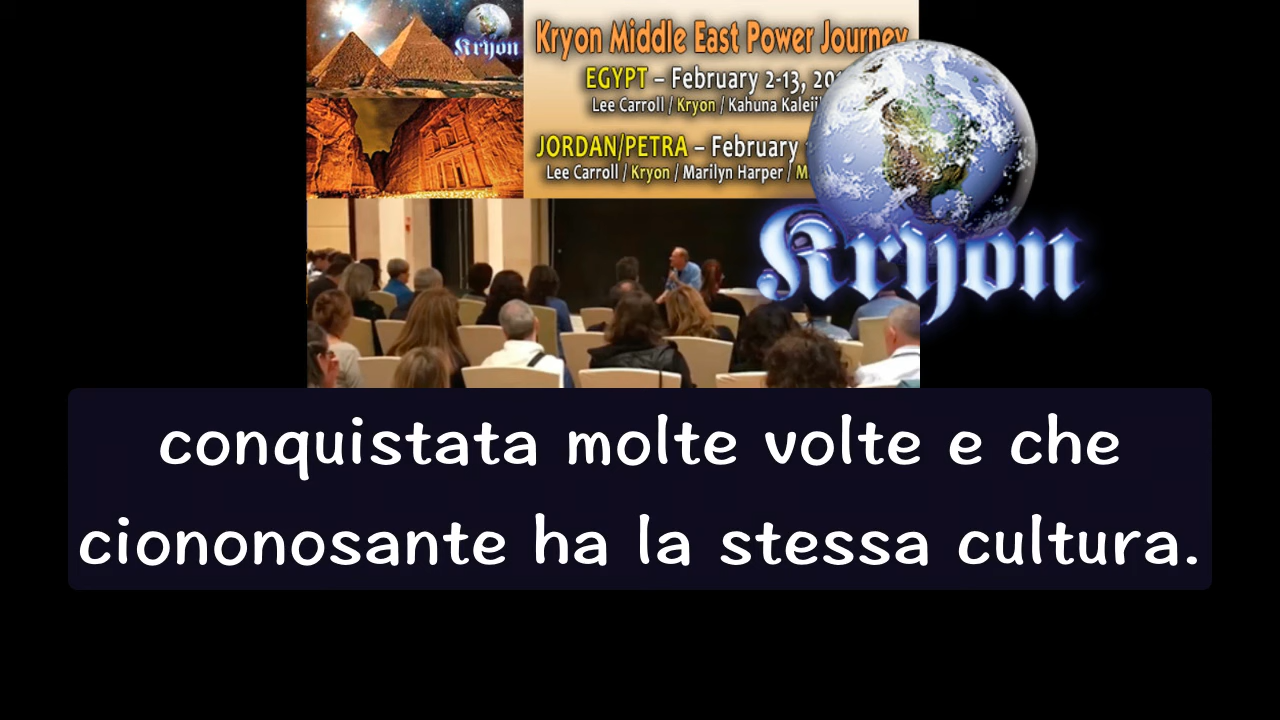 Kryon
Kryon Middle East Power Journey
EGYPT – February 2-13,
Lee Carroll / Kryon / Kahuna
JORDAN/PETRA – February
Lee Carroll / Kryon / Marilyn Harper /
Kryon
conquistata molte volte e che
ciononosante ha la stessa cultura.